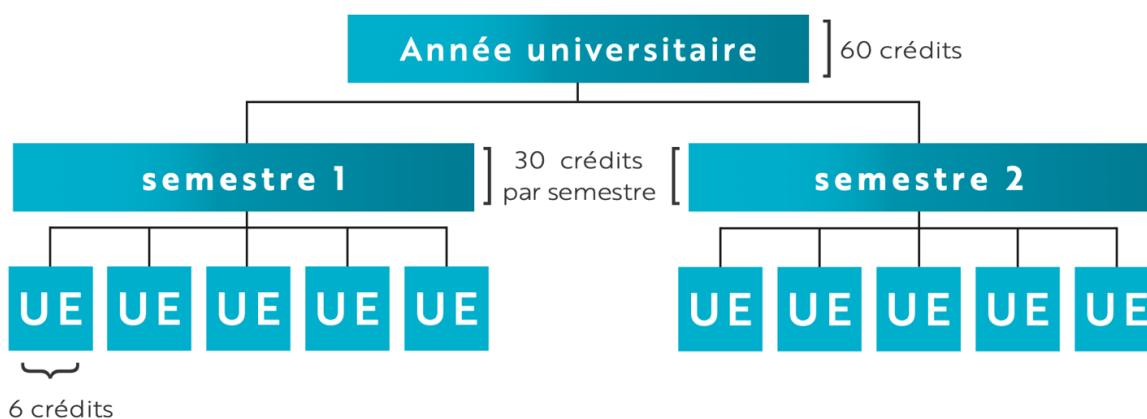 Année universitaire
60 crédits
semestre 1
30 crédits
par semestre
semestre 2
UE UE UE UE UE
UE UE UE UE UE
6 crédits